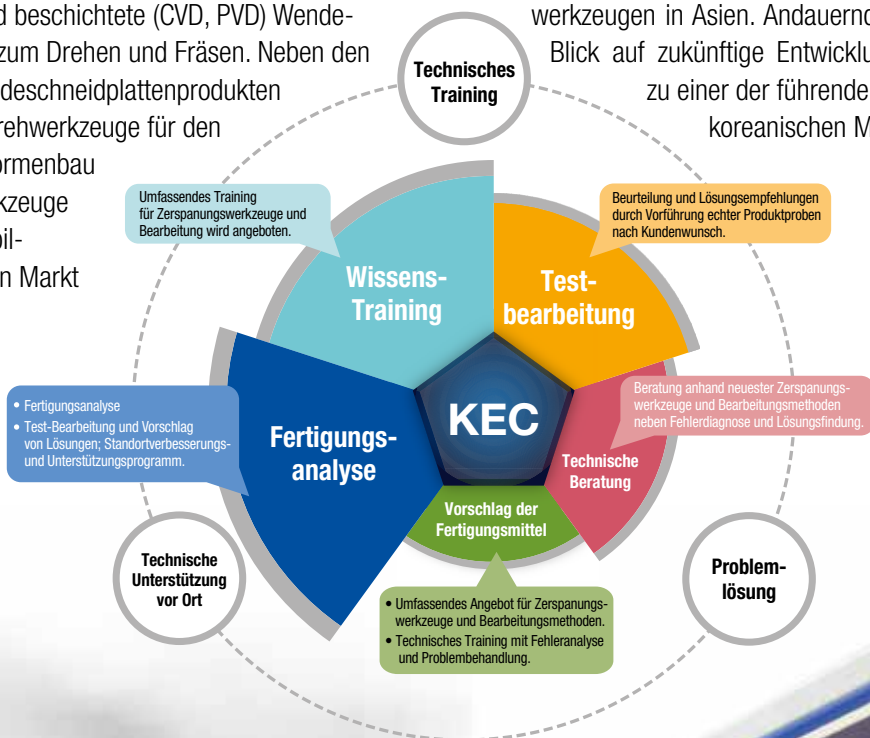 d beschichtete (CVD, PVD) Wende-
zum Drehen und Fräsen. Neben den
deschneidplattenprodukten
rehwerkzeuge für den
ormenbau
kzeuge
bil-
n Markt
werkzeugen in Asien. Andauernd
Blick auf zukünftige Entwicklu
zu einer der führende
koreanischen M
Technisches
Training
Umfassendes Training
für Zerspanungswerkzeuge und
Bearbeitung wird angeboten.
Beurteilung und Lösungsempfehlungen
durch Vorführung echter Produktproben
nach Kundenwunsch.
Wissens-
Training
Test-
bearbeitung
• Fertigungsanalyse
• Test-Bearbeitung und Vorschlag
von Lösungen; Standortverbesserungs-
und Unterstützungsprogramm.
Fertigungs-
analyse
KEC
Beratung anhand neuester Zerspanungs-
werkzeuge und Bearbeitungsmethoden
neben Fehlerdiagnose und Lösungsfindung.
Technische
Beratung
Vorschlag der
Fertigungsmittel
Technische
Unterstützung
vor Ort
Problem-
lösung
• Umfassendes Angebot für Zerspanungs-
werkzeuge und Bearbeitungsmethoden.
• Technisches Training mit Fehleranalyse
und Problembehandlung.